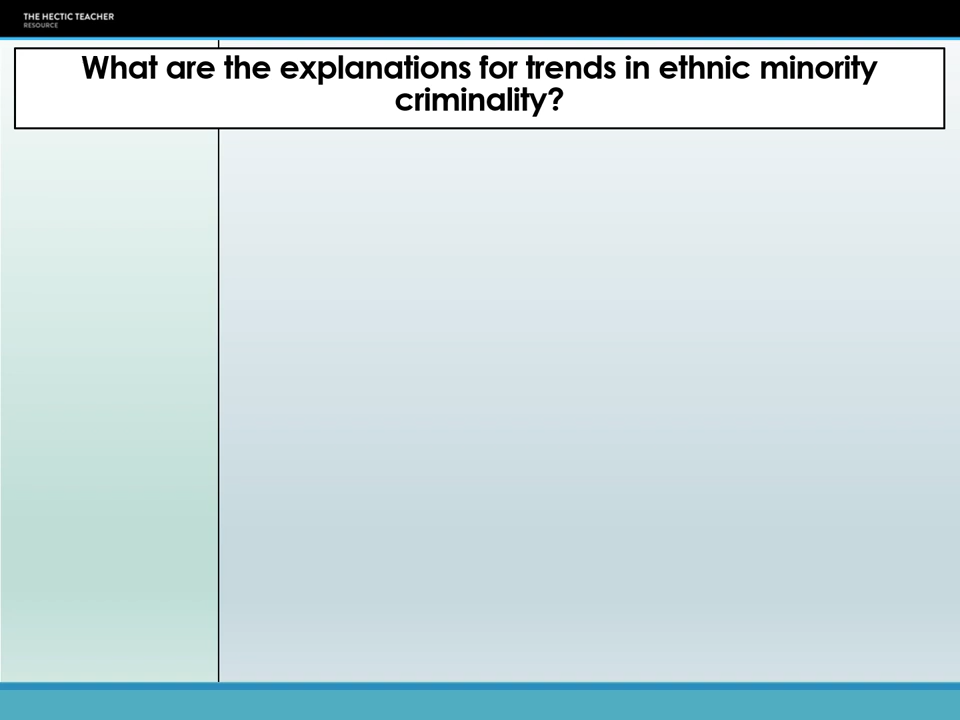 THE HECTIC TEACHER
RESOURCE
What are the explanations for trends in ethnic minority
criminality?